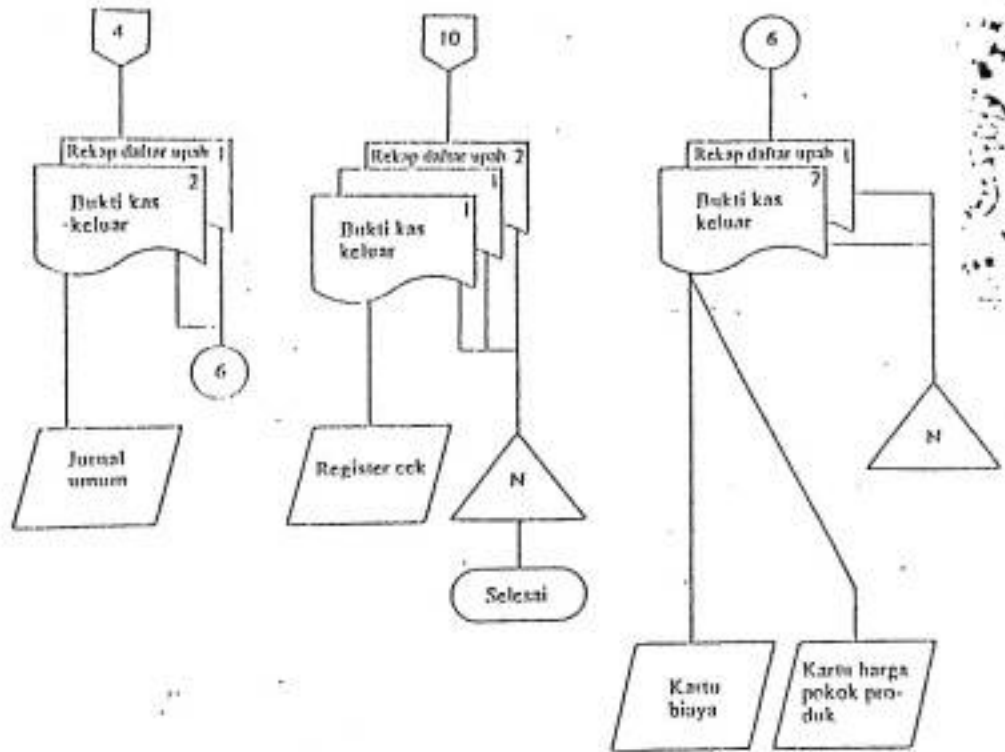 4
Rekap daftar upah 1
2
Bukti kas
-keluar
6
Jurnal
umum
10
Rekap daftar upah 2
1
1
Bukti kas
keluar
Register cek
N
Selesai
6
Rekap daftar upah 1
2
Bukti kas
keluar
N
Kartu
biaya
Kartu harga
pokok pro-
duk